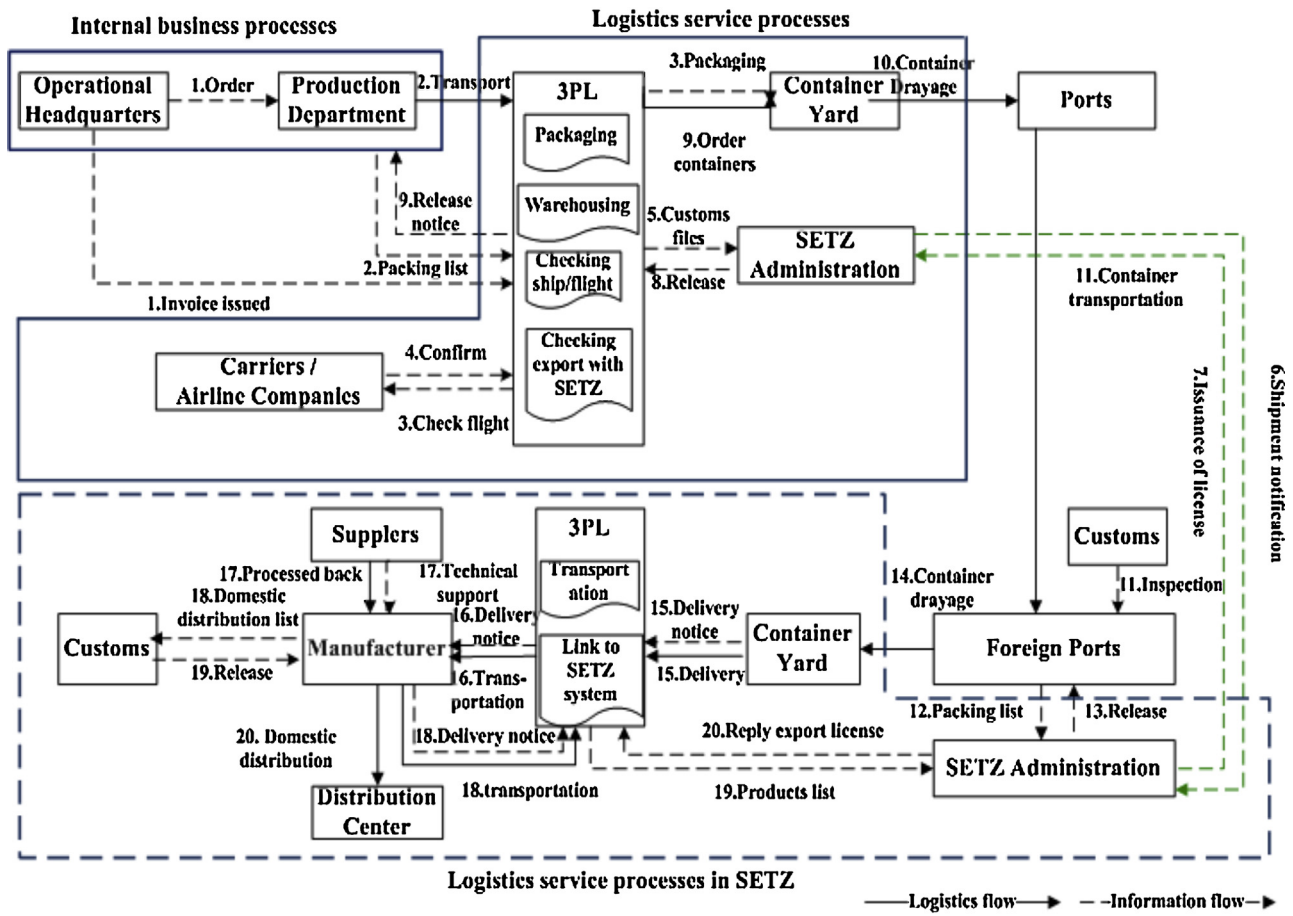 Internal business processes
Logistics service processes
Operational
Headquarters
1.Order
Production
Department
2.Transport
3PL
Packaging
Warehousing
Checking
ship/flight
Checking
export with
SETZ
3.Packaging
Container
Yard
9.Order
containers
10.Container
Drayage
Ports
9.Release
notice
2.Packing list
1.Invoice issued
5.Customs
files
8.Release
SETZ
Administration
11.Container
transportation
Carriers /
Airline Companies
4.Confirm
3.Check flight
7.Issuance of license
6.Shipment notification
Supplers
17.Processed back
17.Technical
support
18.Domestic
distribution list
Customs
19.Release
Manufacturer
16.Delivery
notice
16.Trans-
portation
3PL
Transport
ation
Link to
SETZ
system
15.Delivery
notice
15.Delivery
Container
Yard
14.Container
drayage
Customs
11.Inspection
Foreign Ports
12.Packing list
13.Release
SETZ Administration
20. Domestic
distribution
18.Delivery notice
18.transportation
20.Reply export license
19.Products list
Distribution
Center
Logistics service processes in SETZ
Logistics flow
Information flow